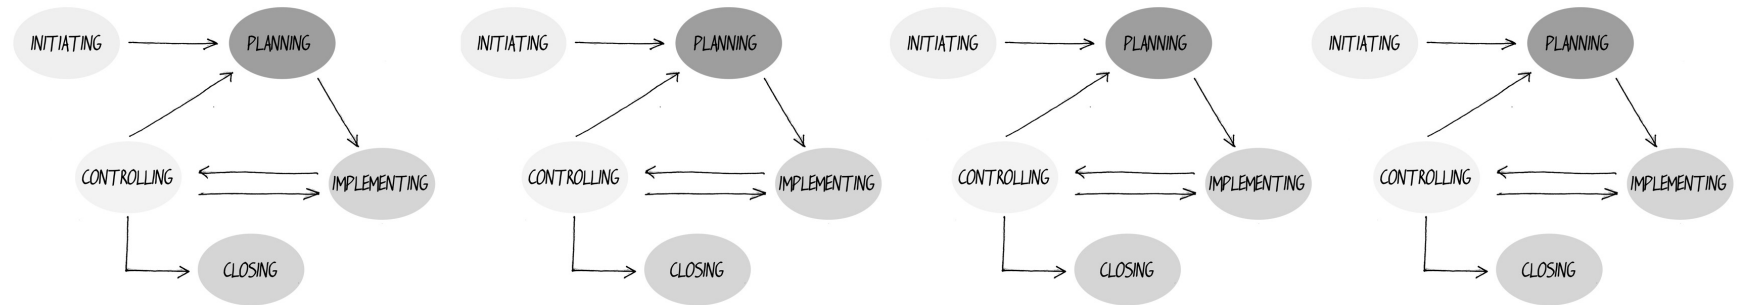 INITIATING
PLANNING
CONTROLLING
IMPLEMENTING
CLOSING
INITIATING
PLANNING
CONTROLLING
IMPLEMENTING
CLOSING
INITIATING
PLANNING
CONTROLLING
IMPLEMENTING
CLOSING
INITIATING
PLANNING
CONTROLLING
IMPLEMENTING
CLOSING